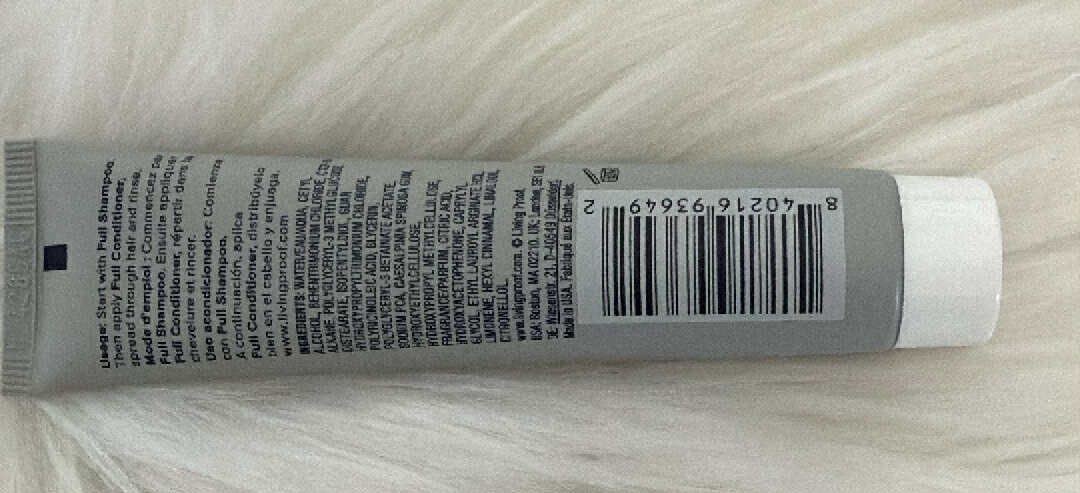 Usage: Start with Full Shampoo.
Then apply Full Conditioner,
spread through hair and rinse.
Mode d'emploi : Commencez par
Full Shampoo. Ensuite appliquer
Full Conditioner, répartir dans la
chevelure et rincer.
Uso acondicionador: Comienza
con Full Shampoo.
A continuación, aplica
Full Conditioner, distribúyelo
bien en el cabello y enjuaga.
www.livingproof.com
INGREDIENTS: WATER/EAU/AQUA, CETYL
ALCOHOL, BEHENTRIMONIUM CHLORIDE,
ALKANE, POLYGLYCERYL-3 METHYLGLUCOSE
DISTEARATE, ISOPENTYLDIOL, GUAR
HYDROXYPROPYLTRIMONIUM CHLORIDE,
POLYRICINOLEIC ACID, GLYCERIN,
POLYGLYCERYL-3 BETAINATE ACETATE,
SODIUM PCA, CAESALPINIA SPINOSA GUM,
HYDROXYETHYLCELLULOSE,
HYDROXYPROPYL METHYLCELLULOSE,
FRAGRANCE/PARFUM, CITRIC ACID,
HYDROXYACETOPHENONE, CAPRYLYL
GLYCOL, ETHYL LAUROYL ARGINATE HCL,
LIMONENE, HEXYL CINNAMAL, LINALOOL
CITRONELLOL
www.livingproof.com. © Living Proof
USA: Boston, MA 02210. UK: London,
DE: 21, D-40549 Düsseldorf.
Made in USA. Fabriqué aux États-Unis.
8 40216 93649 2